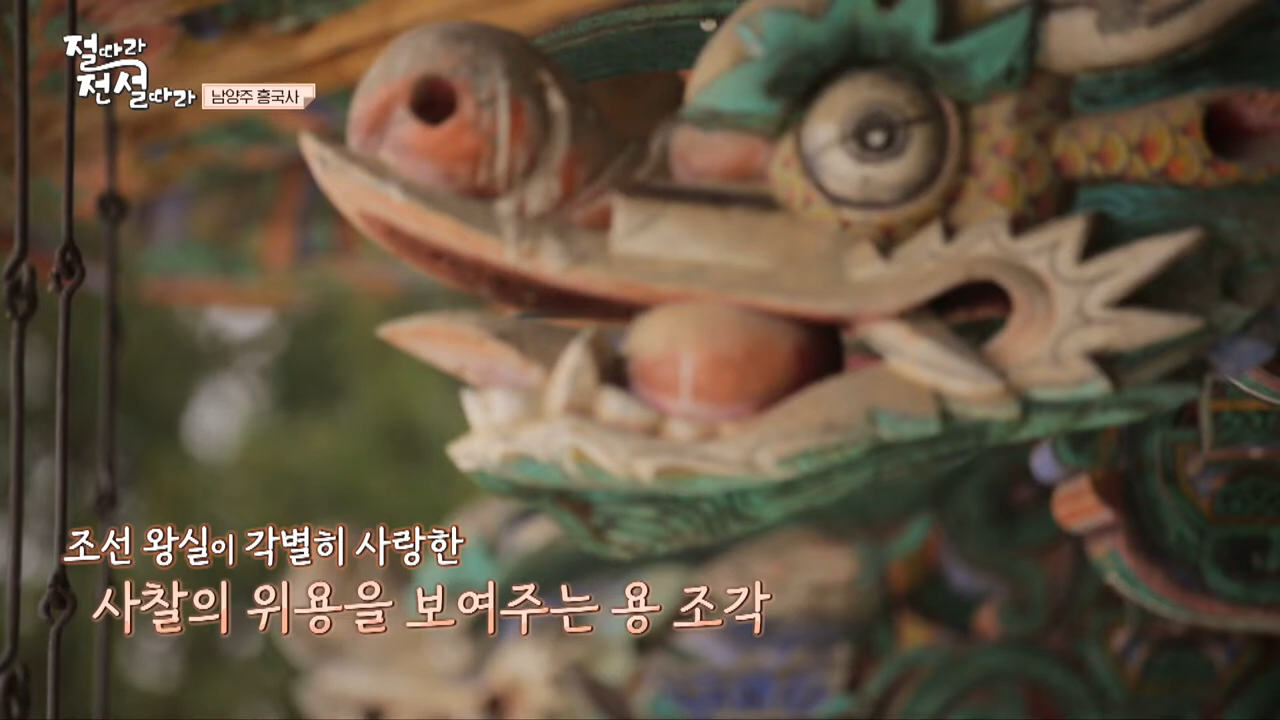 절따라
전설따라
남양주 흥국사
조선 왕실이 각별히 사랑한
사찰의 위용을 보여주는 용 조각